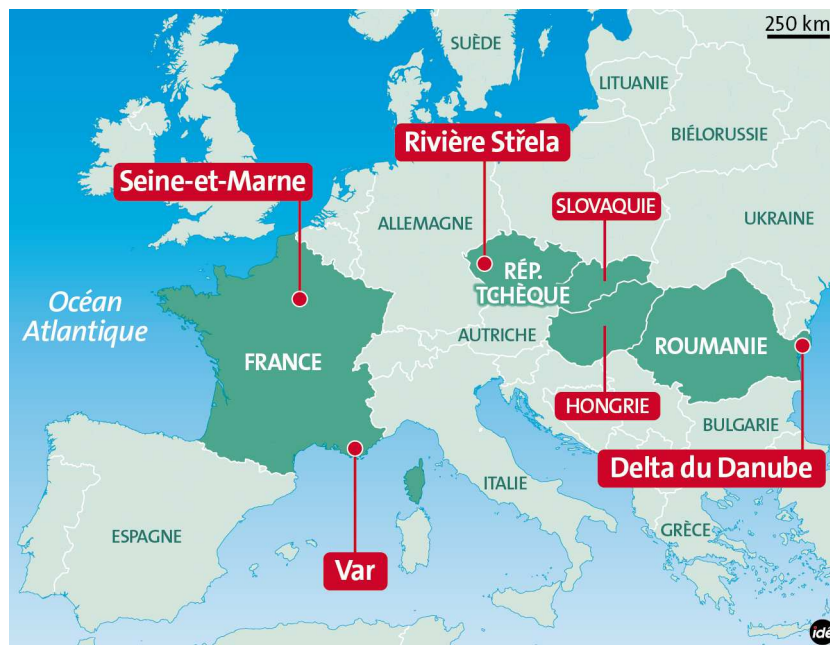 250 km
SUÈDE
LITUANIE
BIÉLORUSSIE
Rivière Střela
Seine-et-Marne
SLOVAQUIE
ALLEMAGNE
UKRAINE
RÉP.
TCHÈQUE
Océan
Atlantique
AUTRICHE
ROUMANIE
FRANCE
HONGRIE
BULGARIE
Delta du Danube
ITALIE
ESPAGNE
GRÈCE
Var
idé